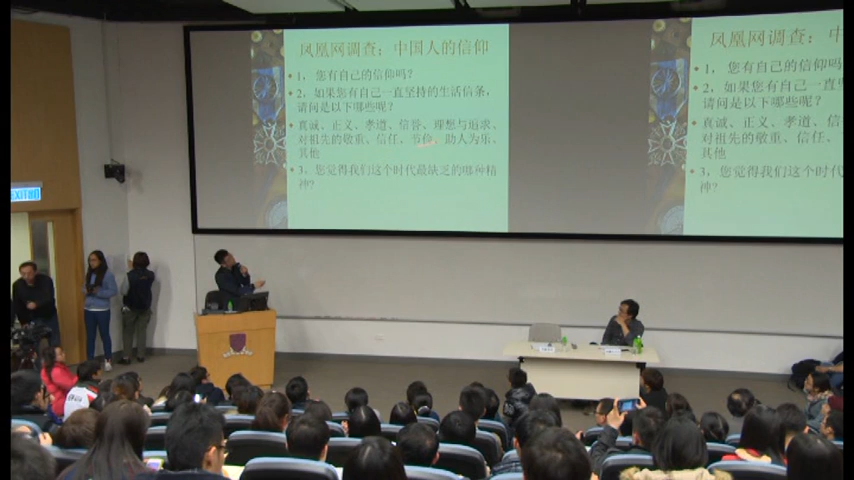 凤凰网调查：中国人的信仰
1，您有自己的信仰吗？
2，如果您有自己一直坚持的生活信条，
请问是以下哪些呢？
真诚、正义、孝道、信誉、理想与追求、
对祖先的敬重、信任、节俭、助人为乐、
其他
3，您觉得我们这个时代最缺乏的哪种精
神？
凤凰网调查：中
1，您有自己的信仰吗
2，如果您有自己一直
请问是以下哪些呢？
真诚、正义、孝道、信
对祖先的敬重、信任、
其他
3，您觉得我们这个时代
神？